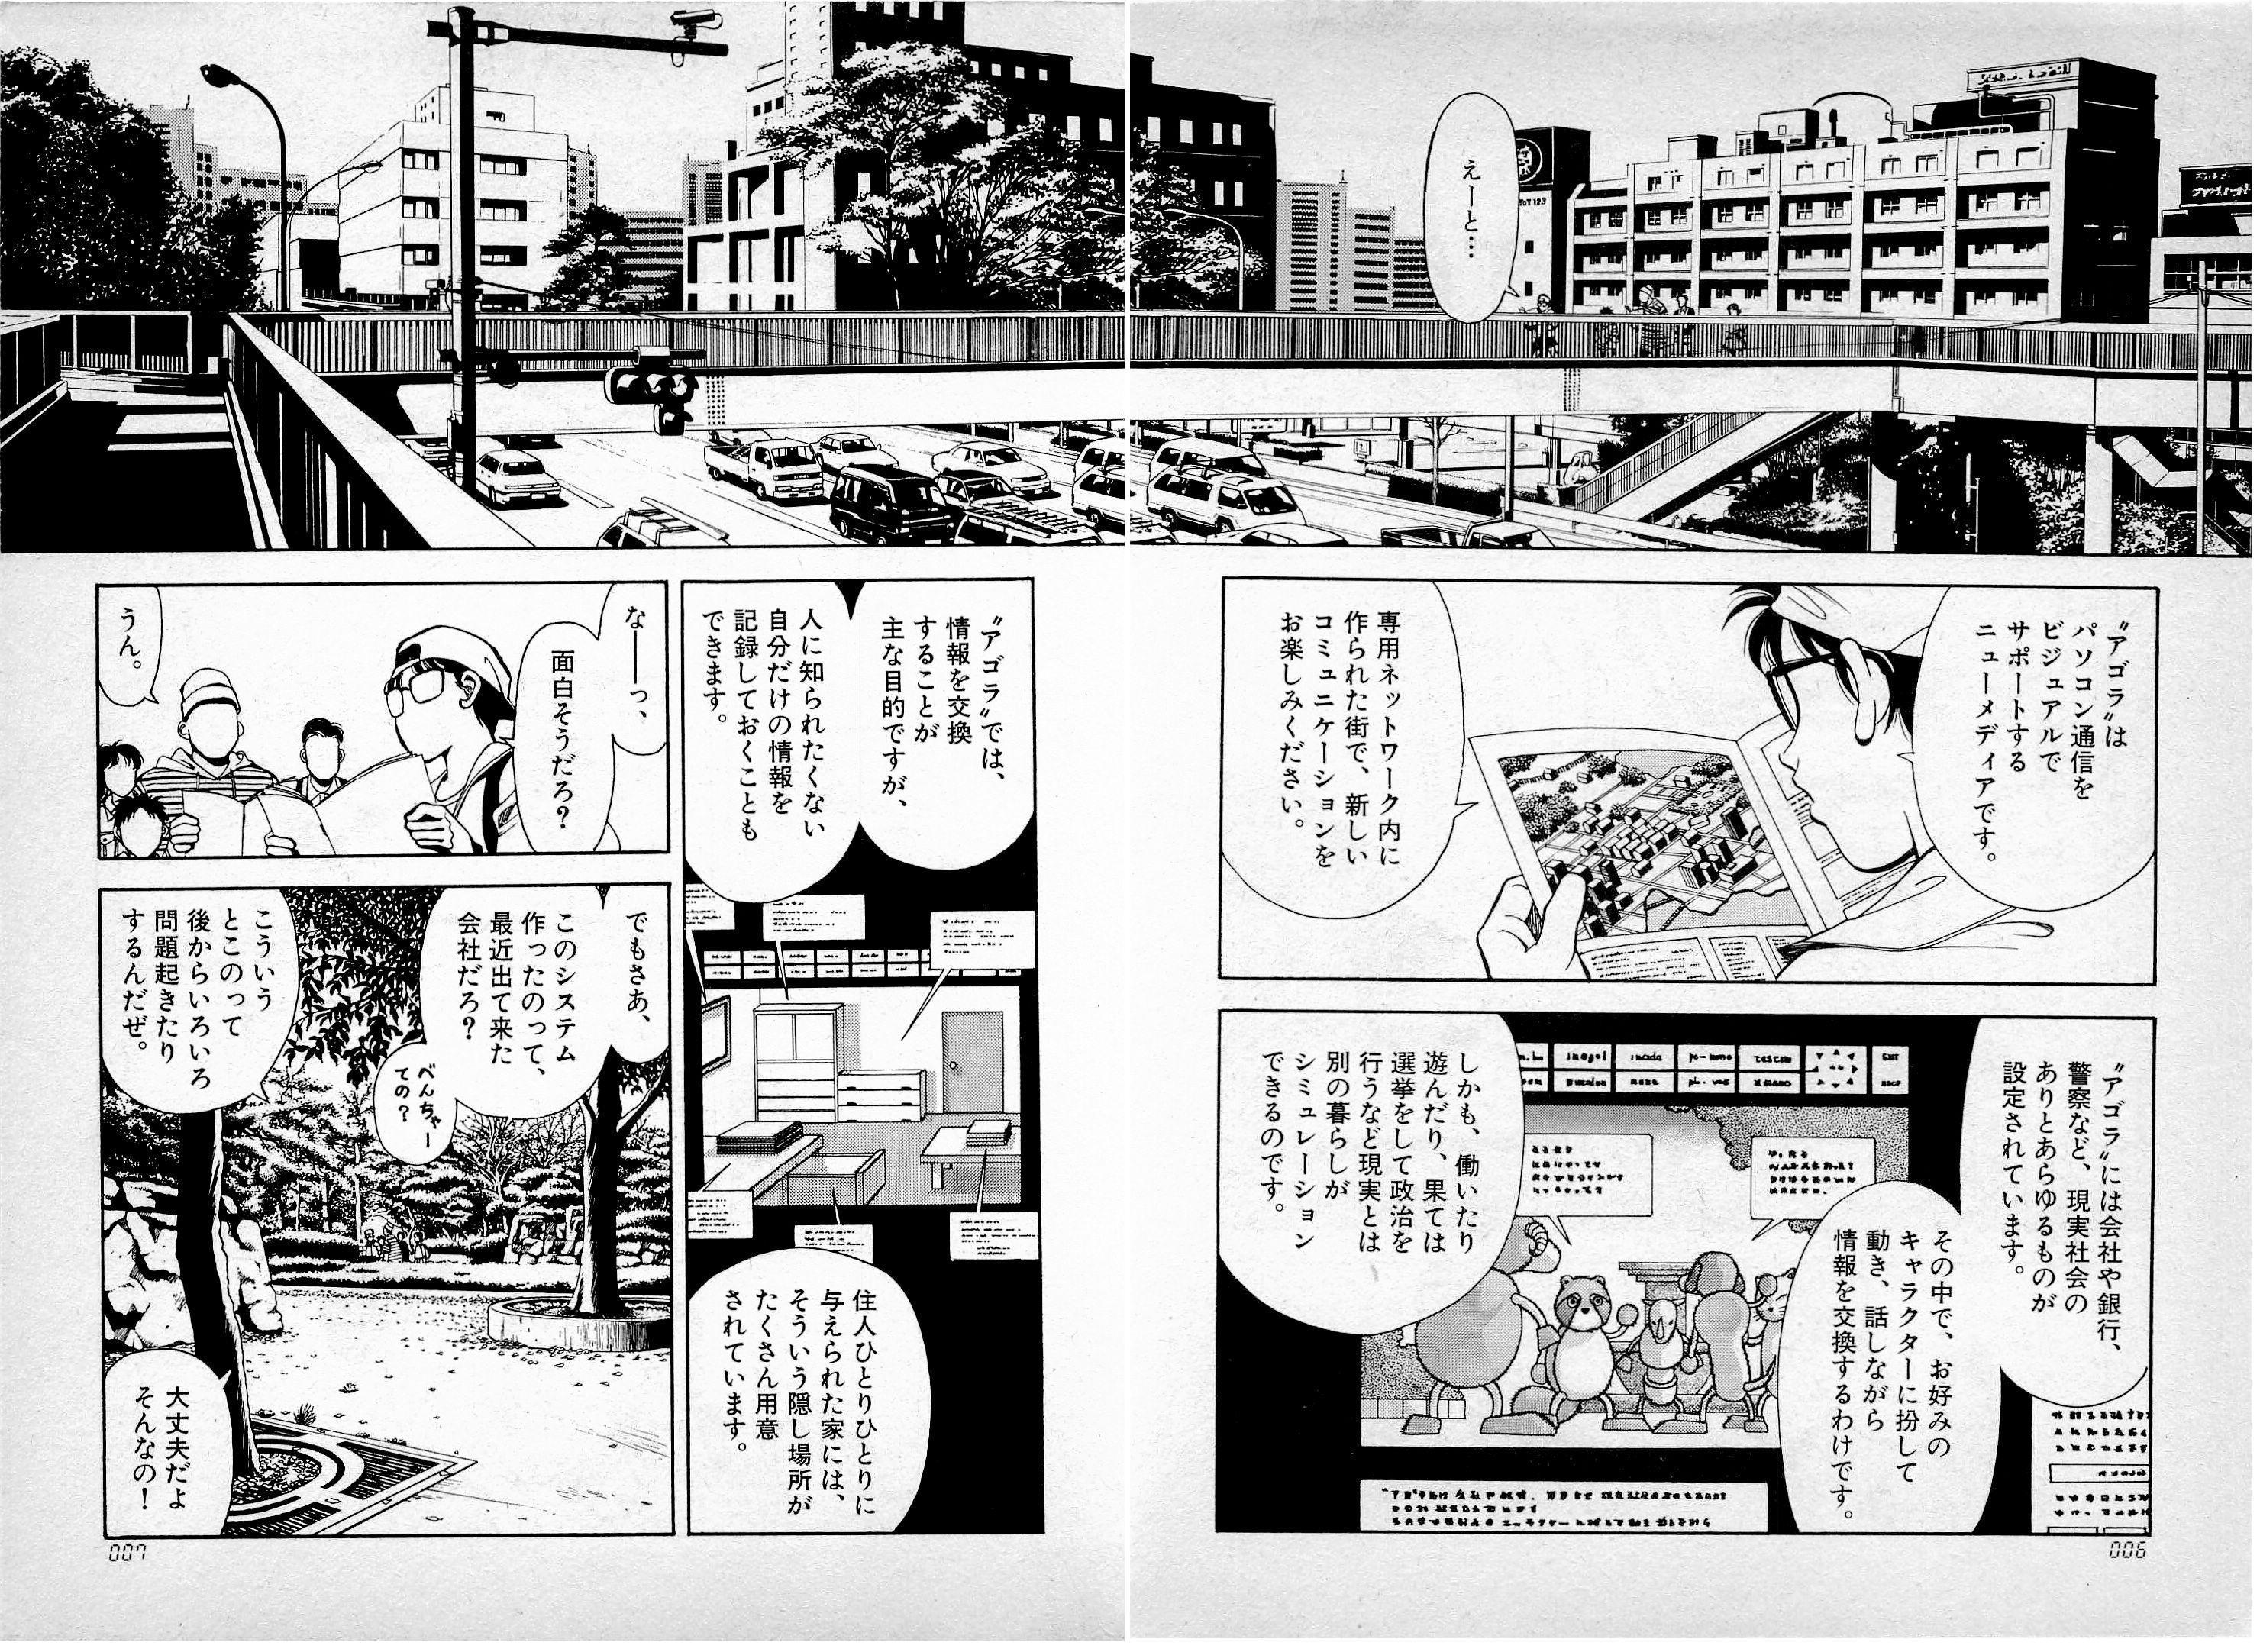 えーと…
〝アゴラ〟は
パソコン通信を
ビジュアルで
サポートする
ニューメディアです。
専用ネットワーク内に
作られた街で、新しい
コミュニケーションを
お楽しみください。
〝アゴラ〟には会社や銀行、
警察など、現実社会の
ありとあらゆるものが
設定されています。
その中で、お好みの
キャラクターに扮して
動き、話しながら
情報を交換するわけです。
しかも、働いたり
遊んだり、果ては
選挙をして政治を
行うなど現実とは
別の暮らしが
シミュレーション
できるのです。
006
〝アゴラ〟では、
情報を交換
することが
主な目的ですが、
人に知られたくない
自分だけの情報を
記録しておくことも
できます。
住人ひとりひとりに
与えられた家には、
そういう隠し場所が
たくさん用意
されています。
な――っ、
面白そうだろ?
うん。
でもさあ、
このシステム
作ったのって、
最近出て来た
会社だろ?
べんちゃー
ての?
こういう
とこのって
後からいろいろ
問題起きたり
するんだぜ。
大丈夫だよ
そんなの!
007